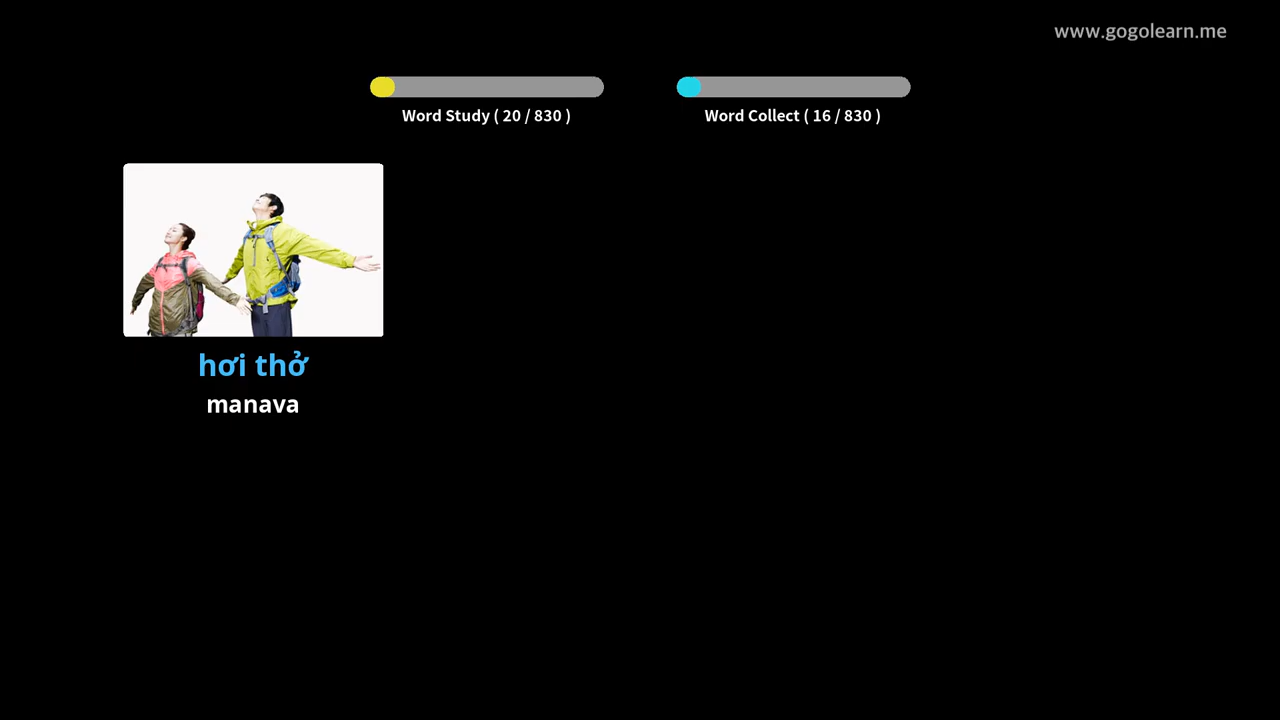 www.gogolearn.me
Word Study ( 20 / 830 )
Word Collect ( 16 / 830 )
hơi thở
manava